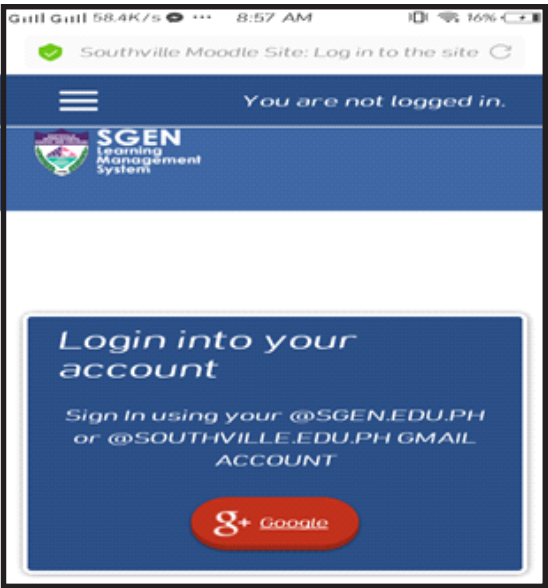 Gıııl Gıııl 58.4K/s ··· 8:57 AM 16%
Southville Moodle Site: Log in to the site
You are not logged in.
SGEN
Learning
Management
System
Login into your
account
Sign In using your @SGEN.EDU.PH
or @SOUTHVILLE.EDU.PH GMAIL
ACCOUNT
g+ Google